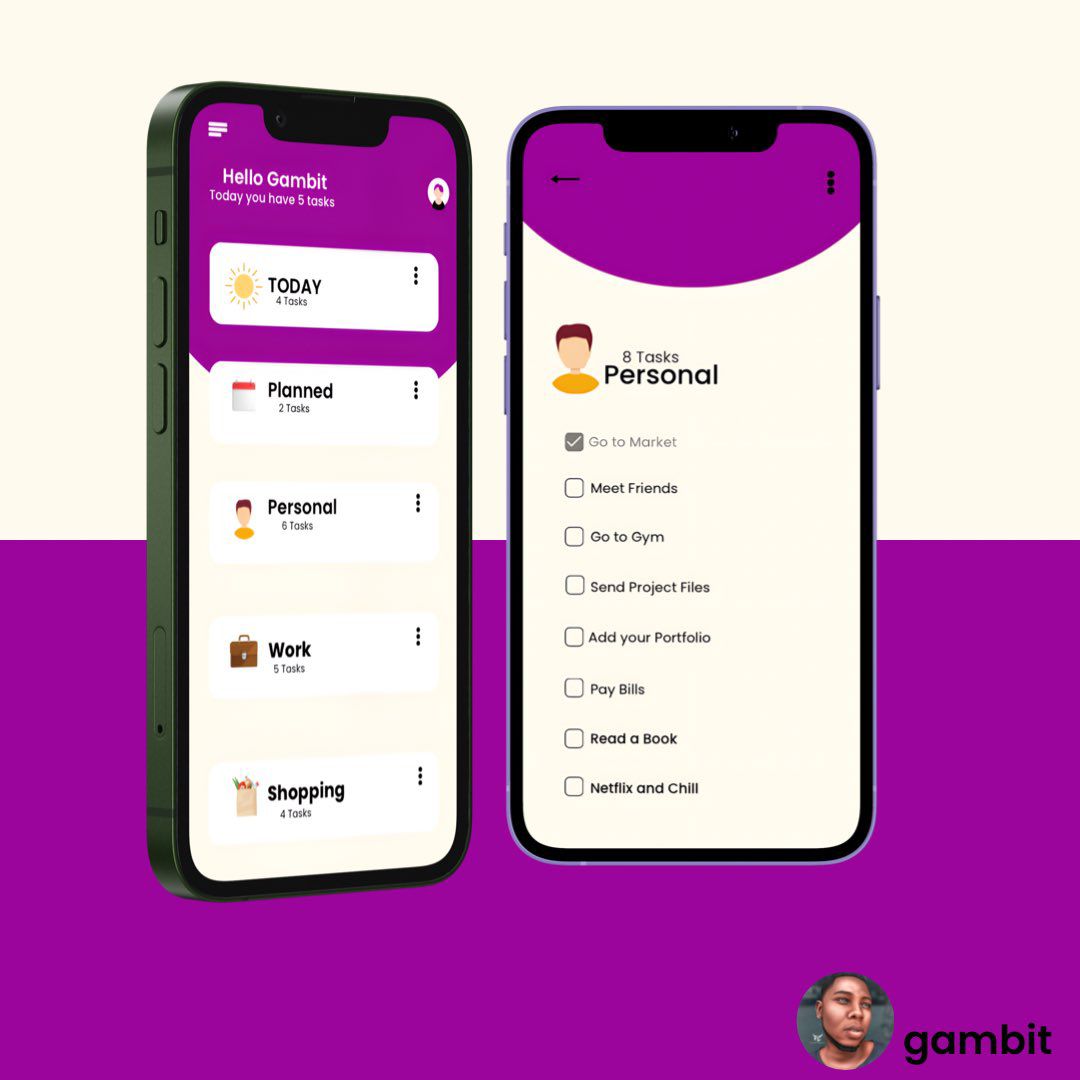 Hello Gambit
Today you have 5 tasks
TODAY
4 Tasks
Planned
2 Tasks
Personal
6 Tasks
Work
5 Tasks
Shopping
4 Tasks
8 Tasks
Personal
Go to Market
Meet Friends
Go to Gym
Send Project Files
Add your Portfolio
Pay Bills
Read a Book
Netflix and Chill
gambit